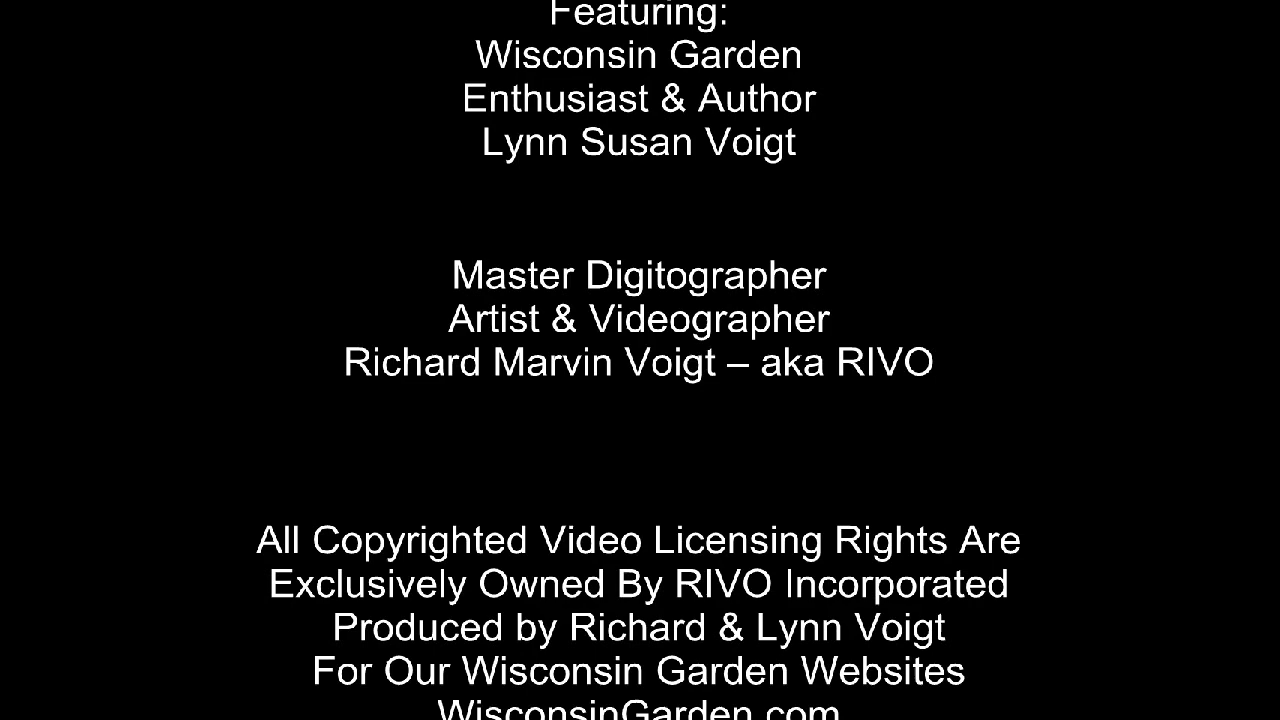 Featuring:
Wisconsin Garden
Enthusiast & Author
Lynn Susan Voigt
Master Digitographer
Artist & Videographer
Richard Marvin Voigt – aka RIVO
All Copyrighted Video Licensing Rights Are
Exclusively Owned By RIVO Incorporated
Produced by Richard & Lynn Voigt
For Our Wisconsin Garden Websites
WisconsinGarden.com